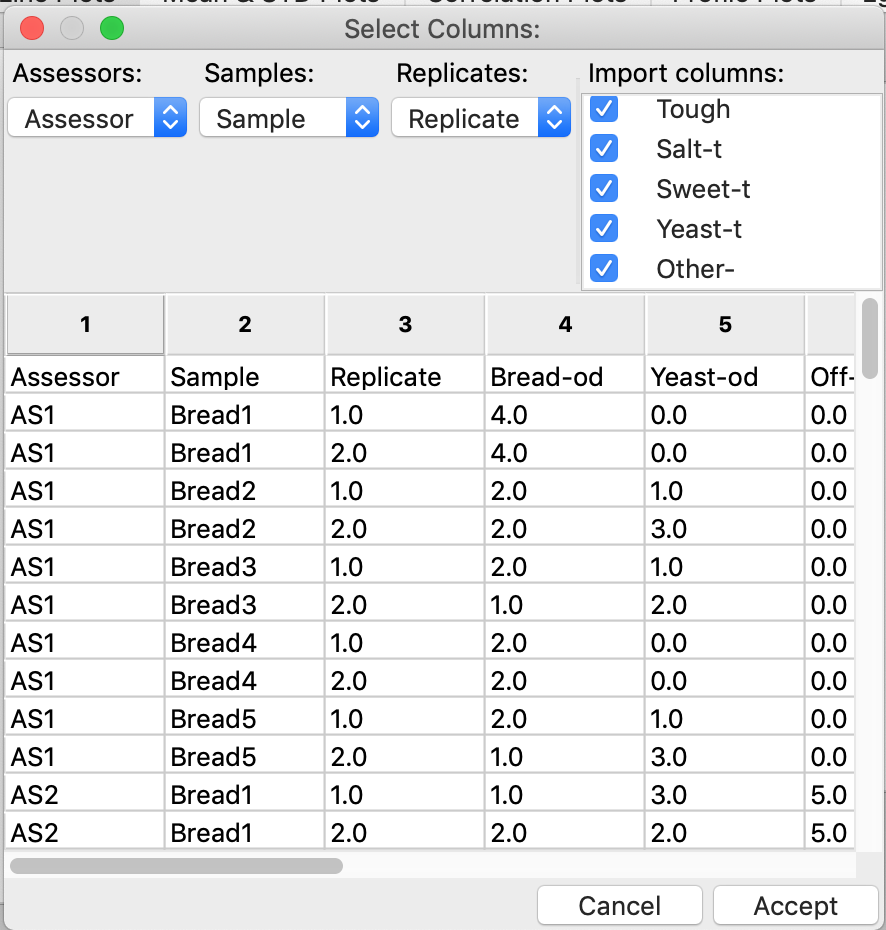 Select Columns:
Assessors: Samples: Replicates: Import columns:
Assessor Sample Replicate
Tough
Salt-t
Sweet-t
Yeast-t
Other-
1 2 3 4 5
Assessor Sample Replicate Bread-od Yeast-od Off-
AS1 Bread1 1.0 4.0 0.0 0.0
AS1 Bread1 2.0 4.0 0.0 0.0
AS1 Bread2 1.0 2.0 1.0 0.0
AS1 Bread2 2.0 2.0 3.0 0.0
AS1 Bread3 1.0 2.0 1.0 0.0
AS1 Bread3 2.0 1.0 2.0 0.0
AS1 Bread4 1.0 2.0 0.0 0.0
AS1 Bread4 2.0 2.0 0.0 0.0
AS1 Bread5 1.0 2.0 1.0 0.0
AS1 Bread5 2.0 1.0 3.0 0.0
AS2 Bread1 1.0 1.0 3.0 5.0
AS2 Bread1 2.0 2.0 2.0 5.0
Cancel Accept